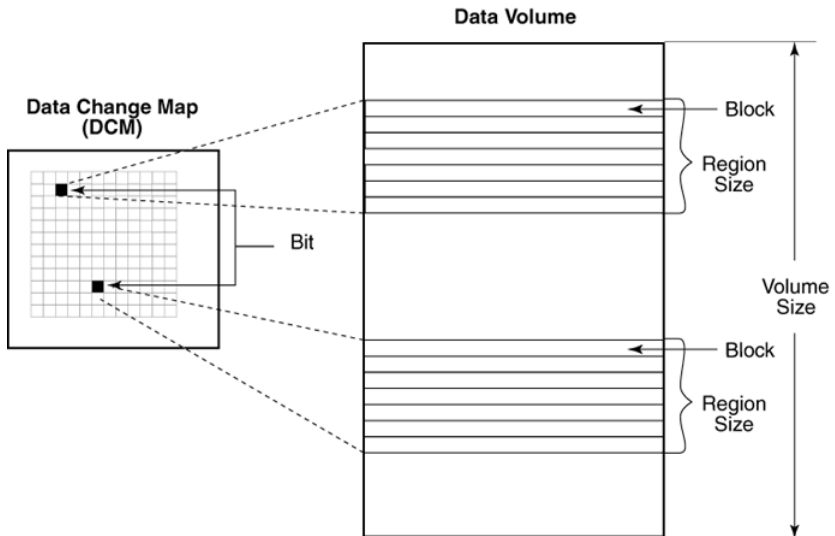 Data Volume
Data Change Map
(DCM)
Block
Region
Size
Bit
Volume
Size
Block
Region
Size